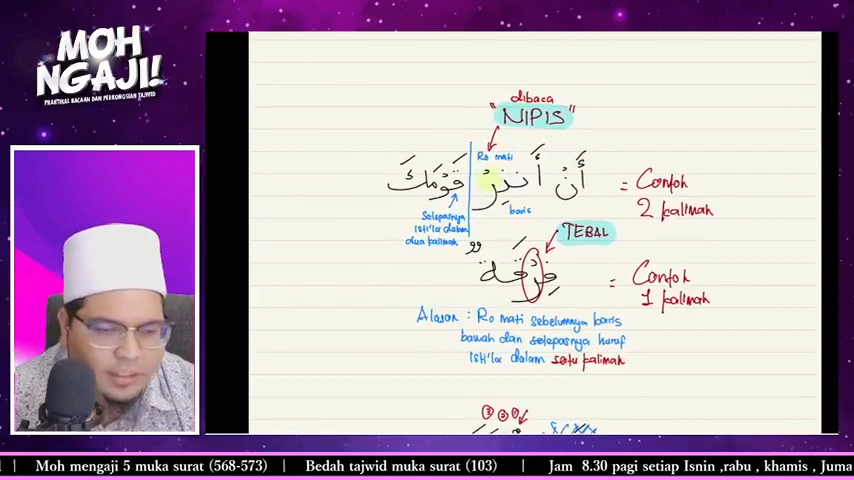 MOH
NGAJI!
PRAKTIKAL BACAAN DAN PERKONGSIAN TAJWID
dibaca
"NIPIS"
Ro mati
أَنْ أَنذِرْ قَوْمَكَ
= Contoh
2 kalimah
baris
Selepasnya
isti'la dalam
dua kalimah
TEBAL
فِرْقَة
= Contoh
1 kalimah
Alasan : Ro mati sebelumnya baris
bawah dan selepasnya huruf
isti'la dalam satu kalimah
Moh mengaji 5 muka surat (568-573) | Bedah tajwid muka surat (103) | Jam 8.30 pagi setiap Isnin ,rabu , khamis , Juma